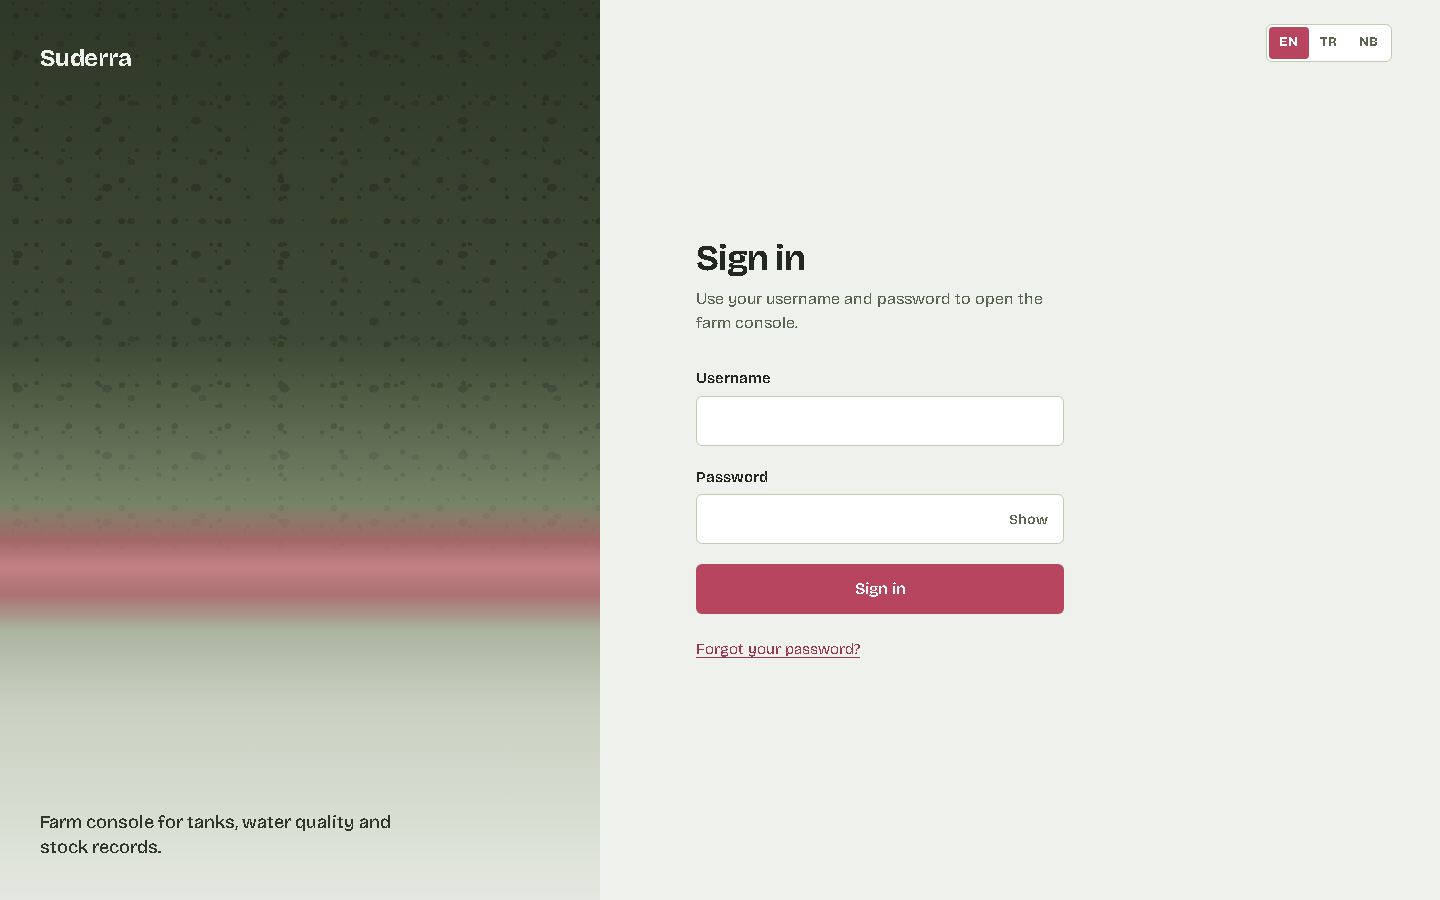 Suderra
EN TR NB
Sign in
Use your username and password to open the
farm console.
Username
Password
Show
Sign in
Forgot your password?
Farm console for tanks, water quality and
stock records.